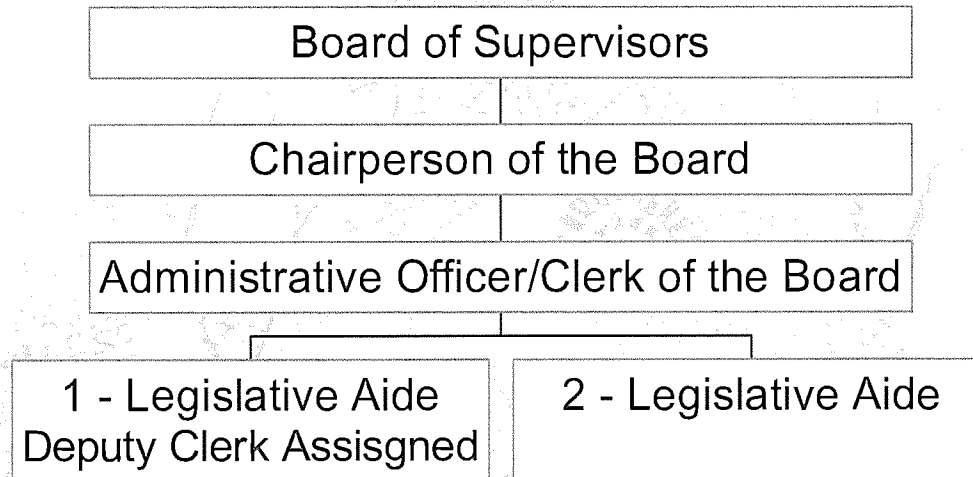 Board of Supervisors
Chairperson of the Board
Administrative Officer/Clerk of the Board
1 - Legislative Aide
Deputy Clerk Assisgned
2 - Legislative Aide